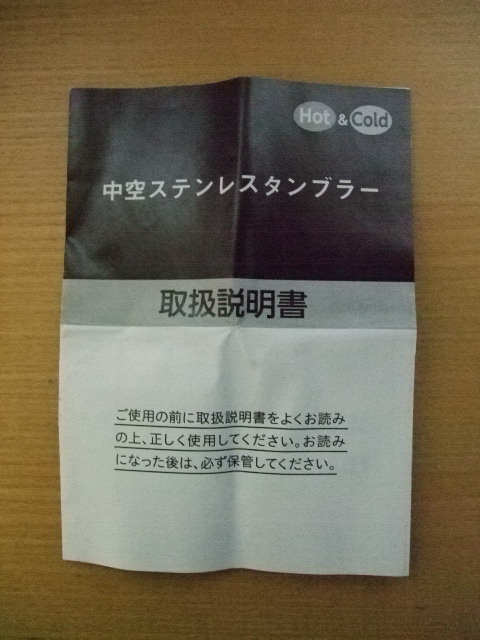 Hot & Cold
中空ステンレスタンブラー
取扱説明書
ご使用の前に取扱説明書をよくお読み
の上、正しく使用してください。お読み
になった後は、必ず保管してください。